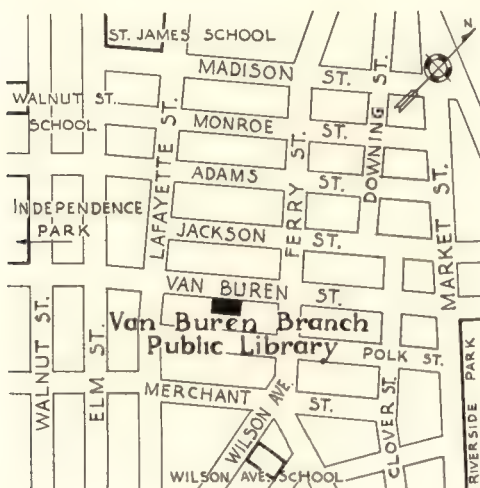 ST. JAMES SCHOOL
N
MADISON ST.
WALNUT ST.
SCHOOL
MONROE ST.
LAFAYETTE ST.
FERRY ST.
DOWNING ST.
ADAMS ST.
INDEPENDENCE
PARK
JACKSON ST.
MARKET ST.
VAN BUREN ST.
Van Buren Branch
Public Library
WALNUT ST.
ELM ST.
POLK ST.
MERCHANT ST.
WILSON AVE.
CLOVER ST.
RIVERSIDE PARK
WILSON AVE. SCHOOL